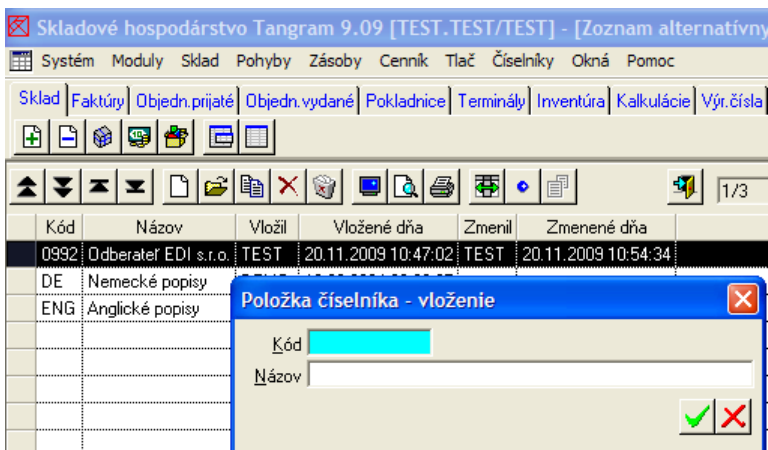 Skladové hospodárstvo Tangram 9.09 [TEST.TEST/TEST] - [Zoznam alternatívny
Systém Moduly Sklad Pohyby Zásoby Cenník Tlač Číselníky Okná Pomoc
Sklad Faktúry Objedn.prijaté Objedn.vydané Pokladnice Terminály Inventúra Kalkulácie Výr.čísla
1/3
Kód Názov Vložil Vložené dňa Zmenil Zmenené dňa
0992 Odberateľ EDI s.r.o. TEST 20.11.2009 10:47:02 TEST 20.11.2009 10:54:34
DE Nemecké popisy
ENG Anglické popisy
Položka číselníka - vloženie
Kód
Názov